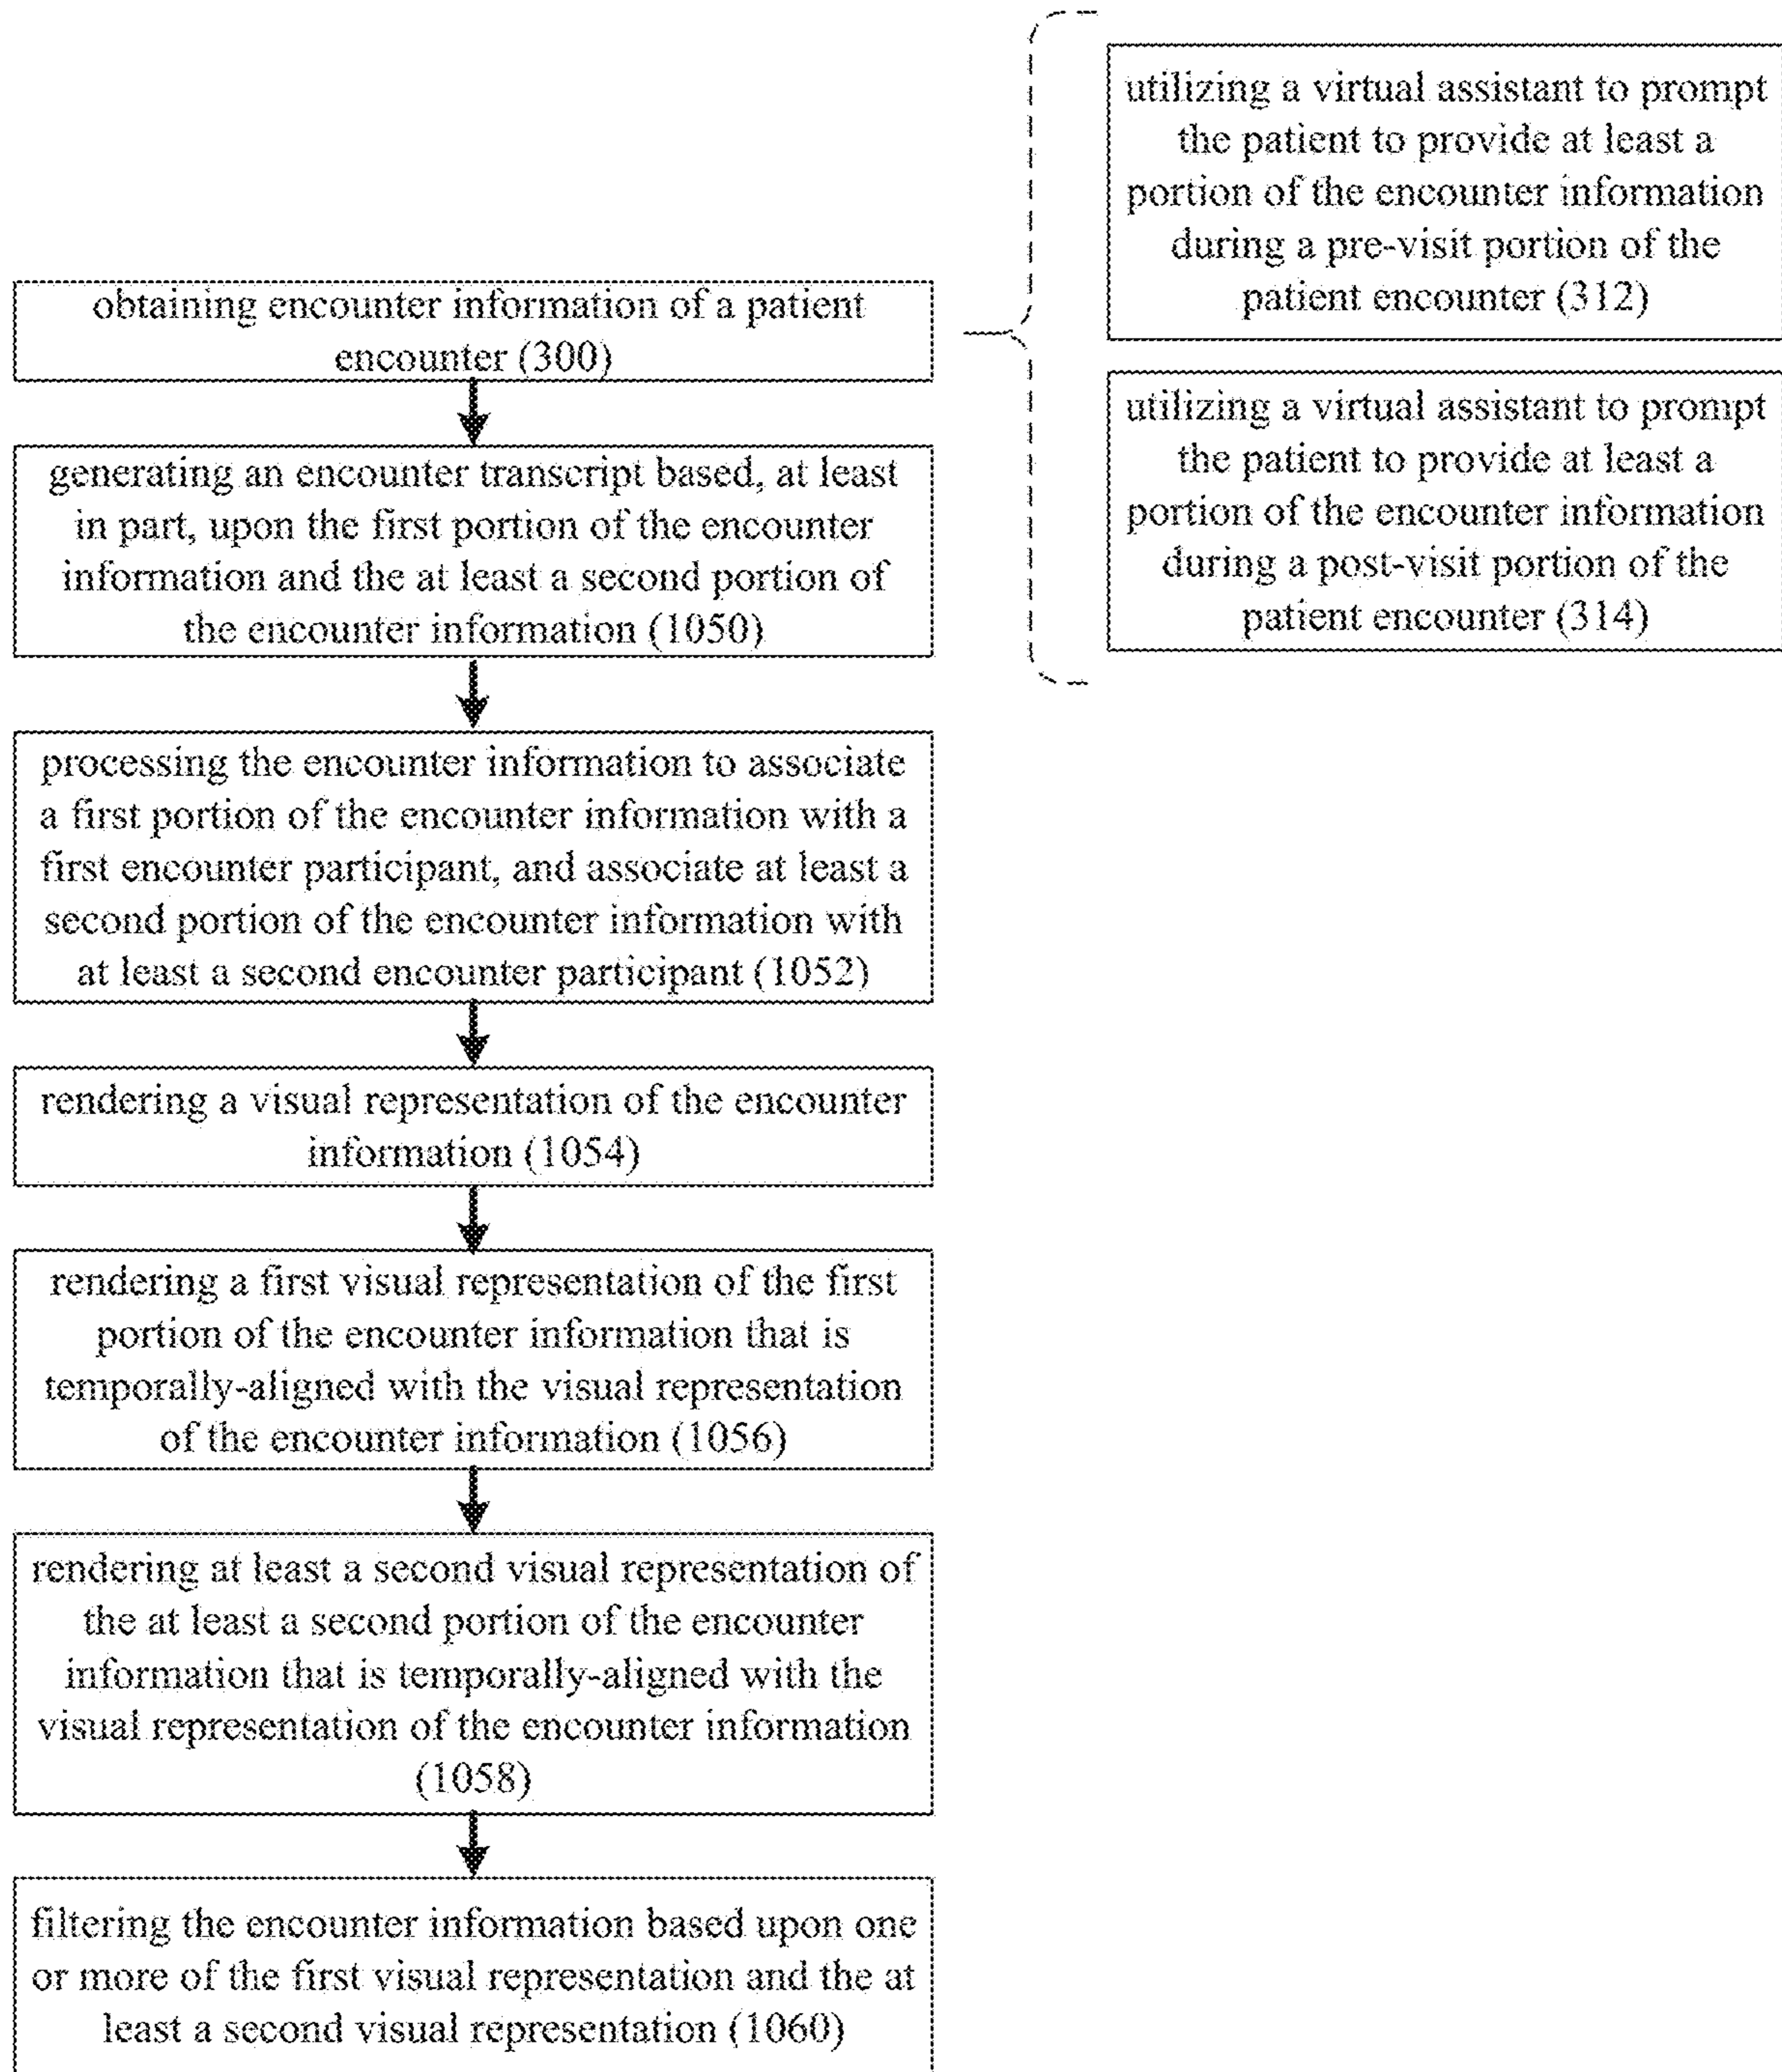 obtaining encounter information of a patient
encounter (300)
generating an encounter transcript based, at least
in part, upon the first portion of the encounter
information and the at least a second portion of
the encounter information (1050)
processing the encounter information to associate
a first portion of the encounter information with a
first encounter participant, and associate at least a
second portion of the encounter information with
at least a second encounter participant (1052)
rendering a visual representation of the encounter
information (1054)
rendering a first visual representation of the first
portion of the encounter information that is
temporally-aligned with the visual representation
of the encounter information (1056)
rendering at least a second visual representation of
the at least a second portion of the encounter
information that is temporally-aligned with the
visual representation of the encounter information
(1058)
filtering the encounter information based upon one
or more of the first visual representation and the at
least a second visual representation (1060)
utilizing a virtual assistant to prompt
the patient to provide at least a
portion of the encounter information
during a pre-visit portion of the
patient encounter (312)
utilizing a virtual assistant to prompt
the patient to provide at least a
portion of the encounter information
during a post-visit portion of the
patient encounter (314)